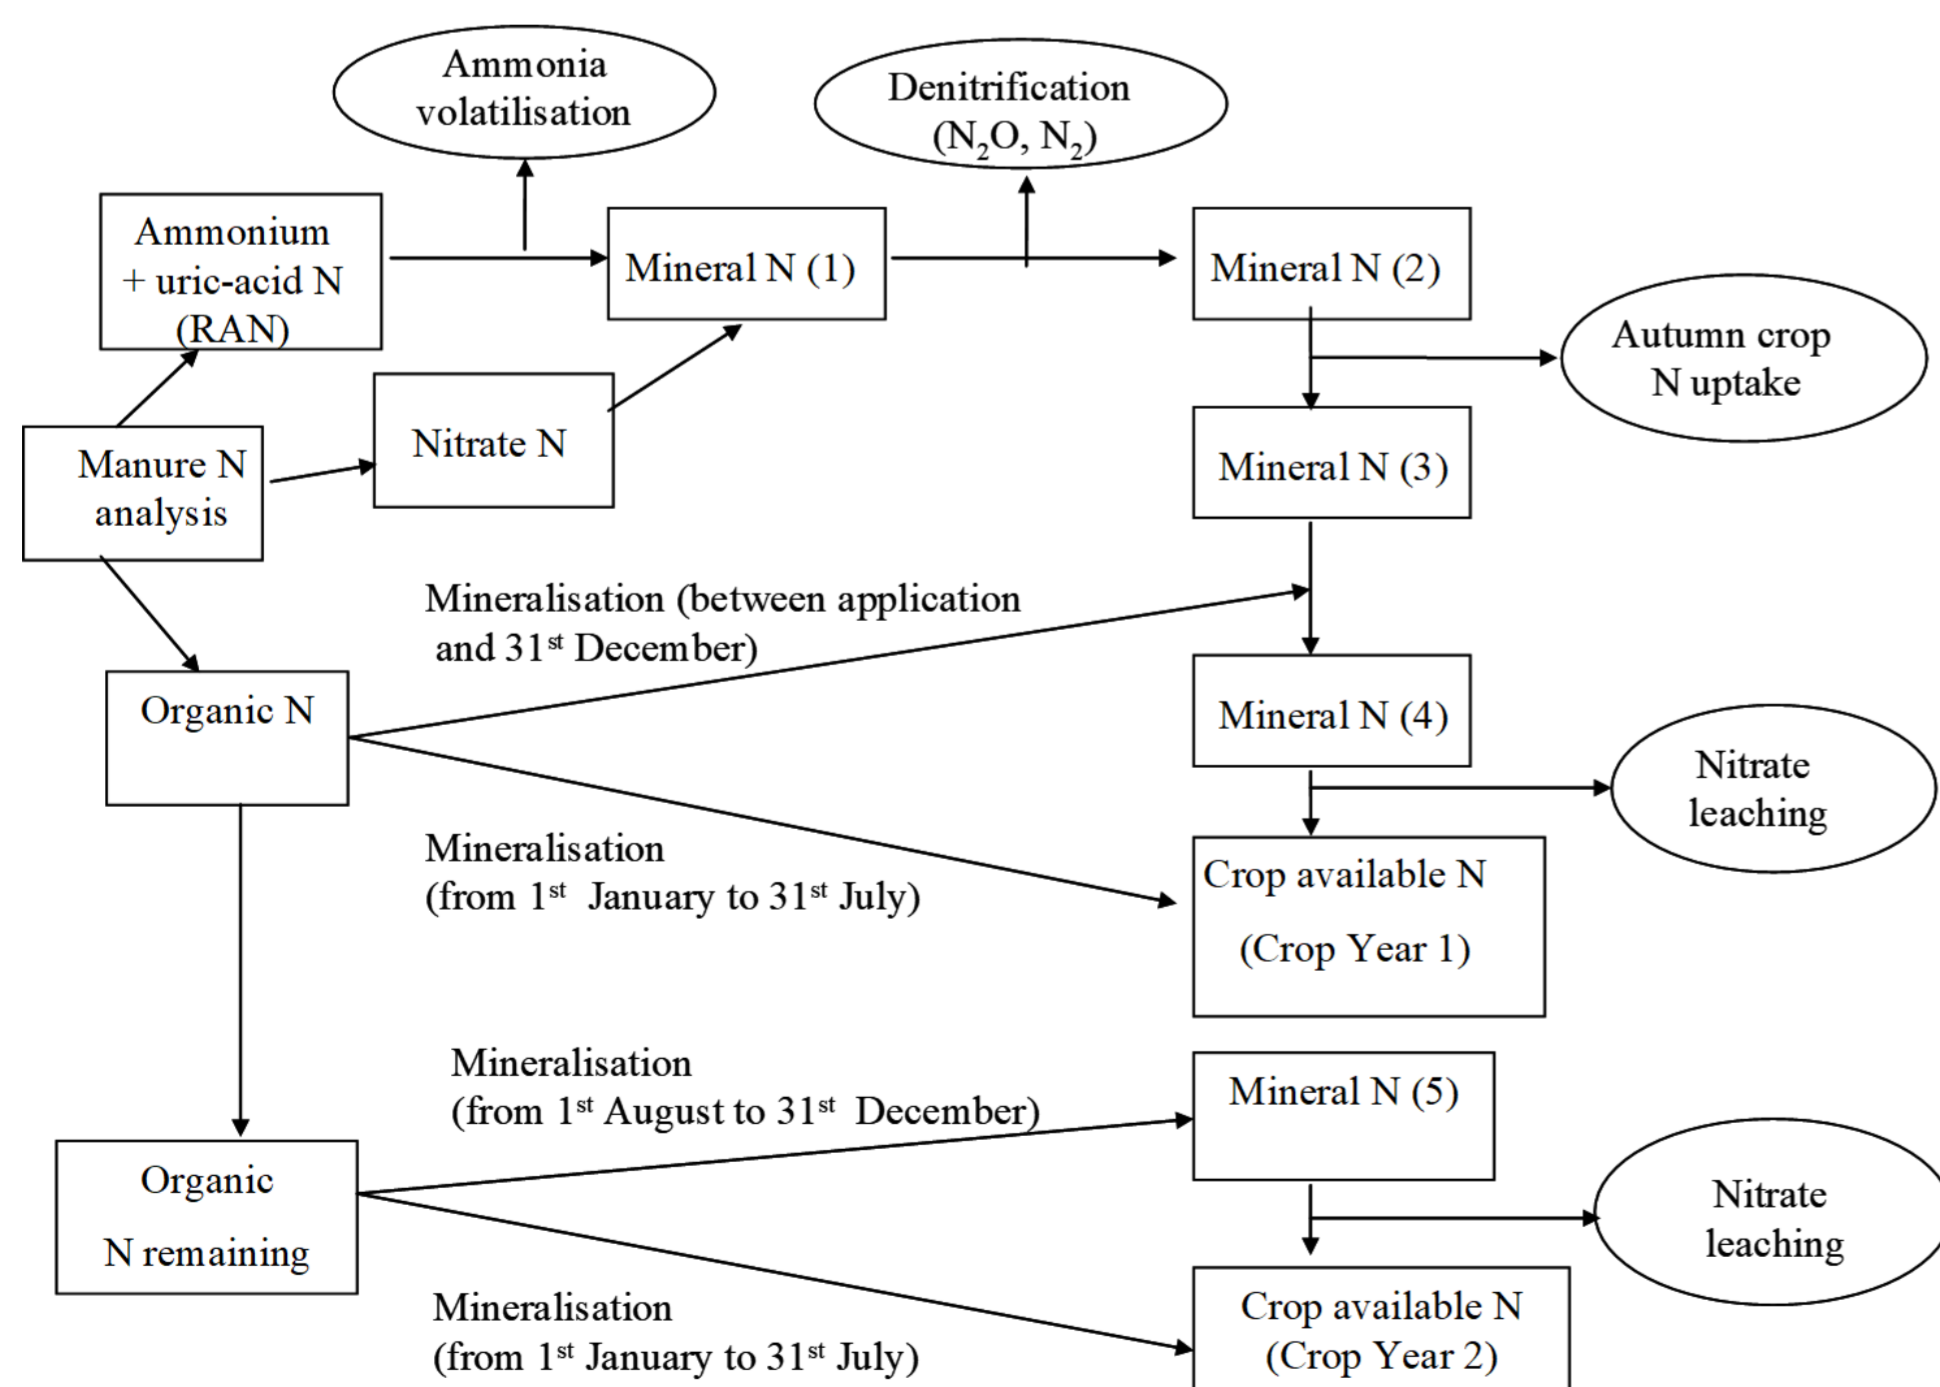 Ammonia
volatilisation
Denitrification
(N₂O, N₂)
Ammonium
+ uric-acid N
(RAN)
Mineral N (1)
Mineral N (2)
Autumn crop
N uptake
Nitrate N
Manure N
analysis
Mineral N (3)
Mineralisation (between application
and 31st December)
Organic N
Mineral N (4)
Nitrate
leaching
Mineralisation
(from 1st January to 31st July)
Crop available N
(Crop Year 1)
Mineralisation
(from 1st August to 31st December)
Mineral N (5)
Organic
N remaining
Nitrate
leaching
Mineralisation
(from 1st January to 31st July)
Crop available N
(Crop Year 2)